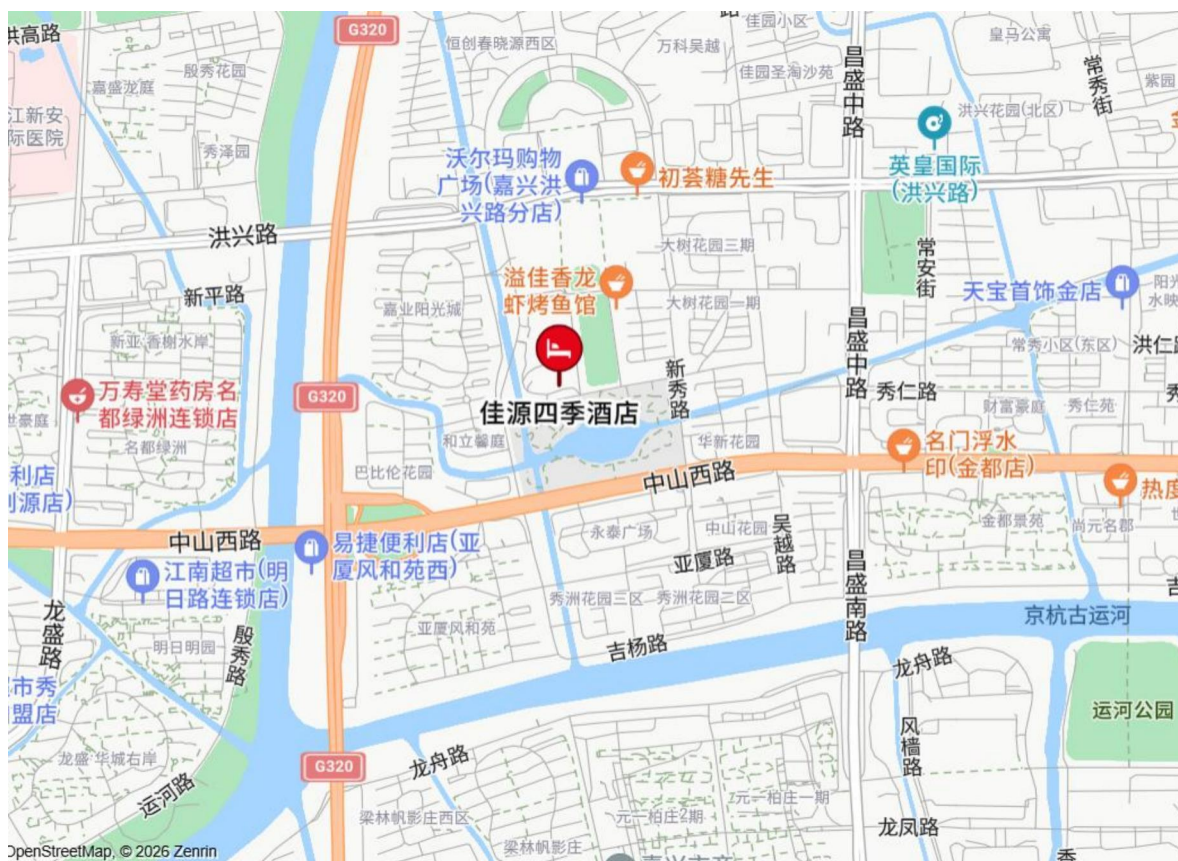 洪高路
G320
路
佳园小区
恒创春晓源西区
万科吴越
佳园圣淘沙苑
昌盛中路
皇马公寓
常秀街
紫园
嘉盛龙庭
殷秀花园
江新安
际医院
秀泽园
洪兴花园(北区)
英皇国际
(洪兴路)
沃尔玛购物
广场(嘉兴洪
兴路分店)
初荟糖先生
洪兴路
大树花园三期
常安街
新平路
溢佳香龙
虾烤鱼馆
嘉业阳光城
大树花园一期
天宝首饰金店
阳光
水映
新亚·香榭水岸
昌盛中路
常秀小区(东区)
洪仁路
万寿堂药房名
都绿洲连锁店
G320
佳源四季酒店
新秀路
秀仁路
财富豪庭
秀仁苑
秀
世豪庭
名都绿洲
和立馨庭
华新花园
名门浮水
印(金都店)
利店
利源店)
巴比伦花园
中山西路
热度
中山西路
易捷便利店(亚
厦风和苑西)
永泰广场
中山花园
吴越路
金都景苑
尚元名郡
江南超市(明
日路连锁店)
亚厦路
昌盛南路
吉
龙盛路
殷秀路
明日明园
秀洲花园三区
秀洲花园二区
亚厦风和苑
京杭古运河
吉杨路
龙舟路
市秀
盟店
运河公园
风樯路
龙盛·华城右岸
G320
龙舟路
运河路
梁林帆影庄西区
元一柏庄一期
元一柏庄2期
龙凤路
梁林帆影庄
秀
OpenStreetMap, © 2026 Zenrin